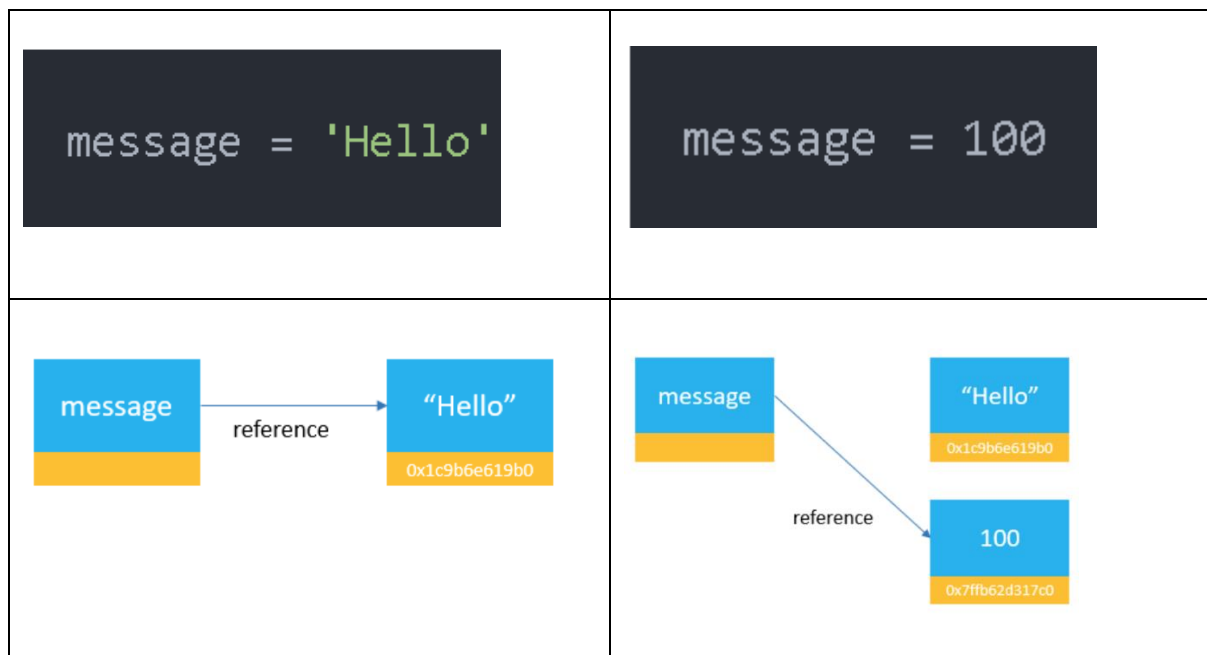 message = 'Hello'
message = 100
message
reference
“Hello”
0x1c9b6e619b0
message
reference
“Hello”
0x1c9b6e619b0
100
0x7ffb62d317c0